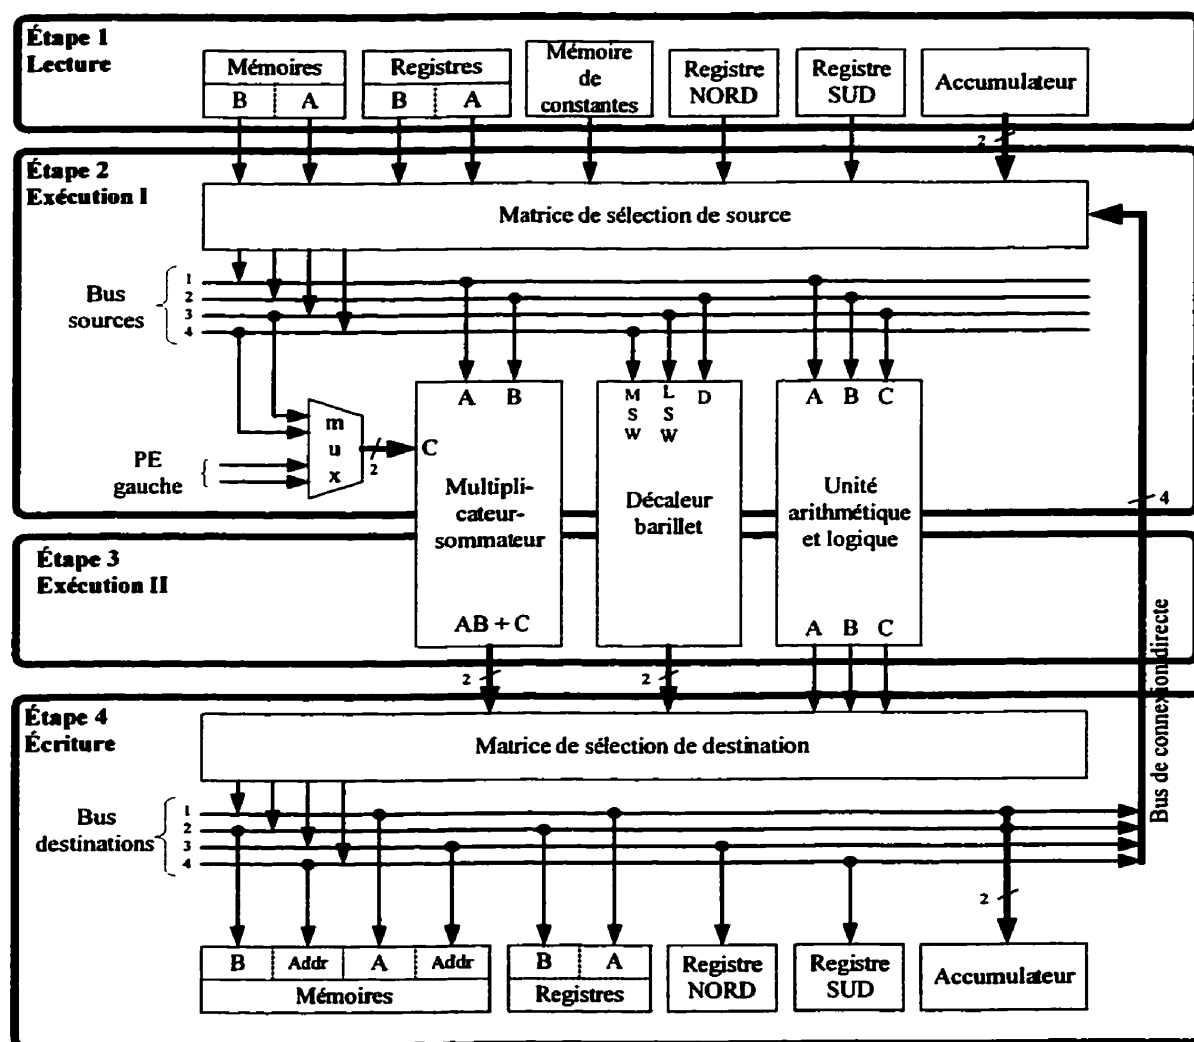 Étape 1
Lecture
Mémoires
B A
Registres
B A
Mémoire
de
constantes
Registre
NORD
Registre
SUD
Accumulateur
2
Étape 2
Exécution I
Matrice de sélection de source
Bus
sources
1
2
3
4
A B
M
S
W
L
S
W
D
A B C
m
u
x
2
C
PE
gauche
Multipli-
cateur-
sommateur
Décaleur
barillet
Unité
arithmétique
et logique
4
Étape 3
Exécution II
AB + C
A B C
2
2
Bus de connexion directe
Étape 4
Écriture
Matrice de sélection de destination
Bus
destinations
1
2
3
4
2
B Addr A Addr
Mémoires
B A
Registres
Registre
NORD
Registre
SUD
Accumulateur